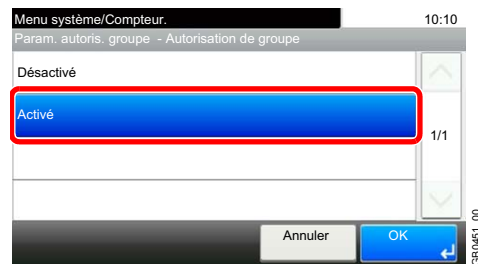 Menu système/Compteur.
10:10
Param. autoris. groupe - Autorisation de groupe
Désactivé
Activé
1/1
Annuler
OK
GB0451_00